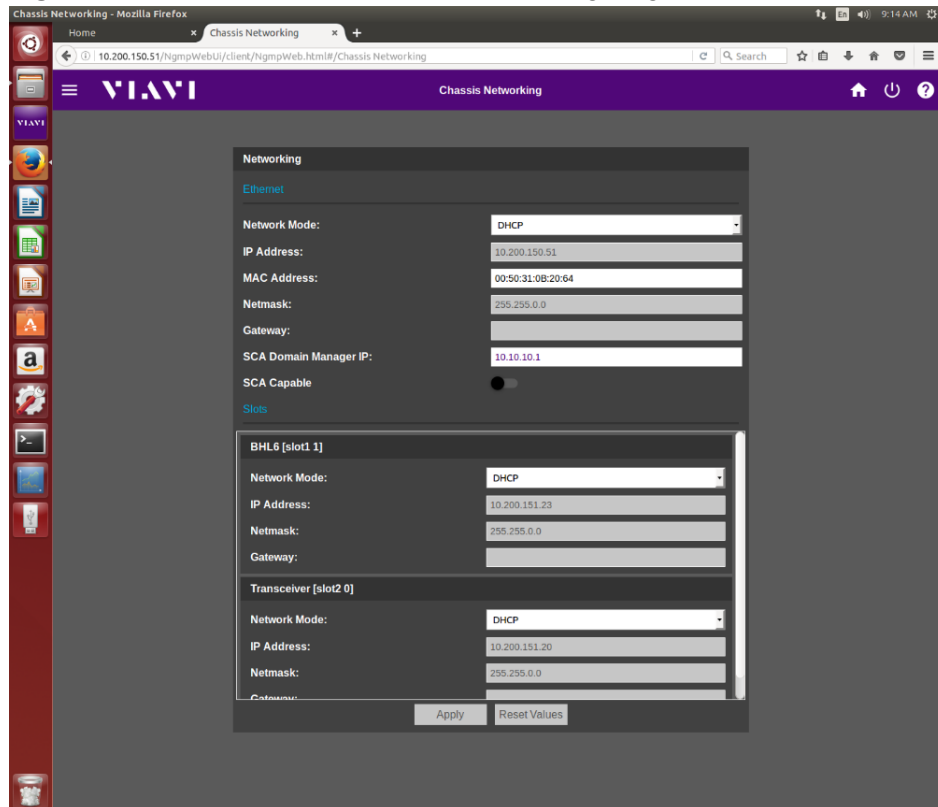 Chassis Networking - Mozilla Firefox
En 9:14 AM
Home × Chassis Networking × +
10.200.150.51/NgmpWebUi/client/NgmpWeb.html#/Chassis Networking
Search
VIAVI Chassis Networking ?
VIAVI
Networking
Ethernet
Network Mode: DHCP
IP Address: 10.200.150.51
MAC Address: 00:50:31:0B:20:64
Netmask: 255.255.0.0
Gateway:
SCA Domain Manager IP: 10.10.10.1
SCA Capable
Slots
BHL6 [slot1 1]
Network Mode: DHCP
IP Address: 10.200.151.23
Netmask: 255.255.0.0
Gateway:
Transceiver [slot2 0]
Network Mode: DHCP
IP Address: 10.200.151.20
Netmask: 255.255.0.0
Gateway:
Apply Reset Values